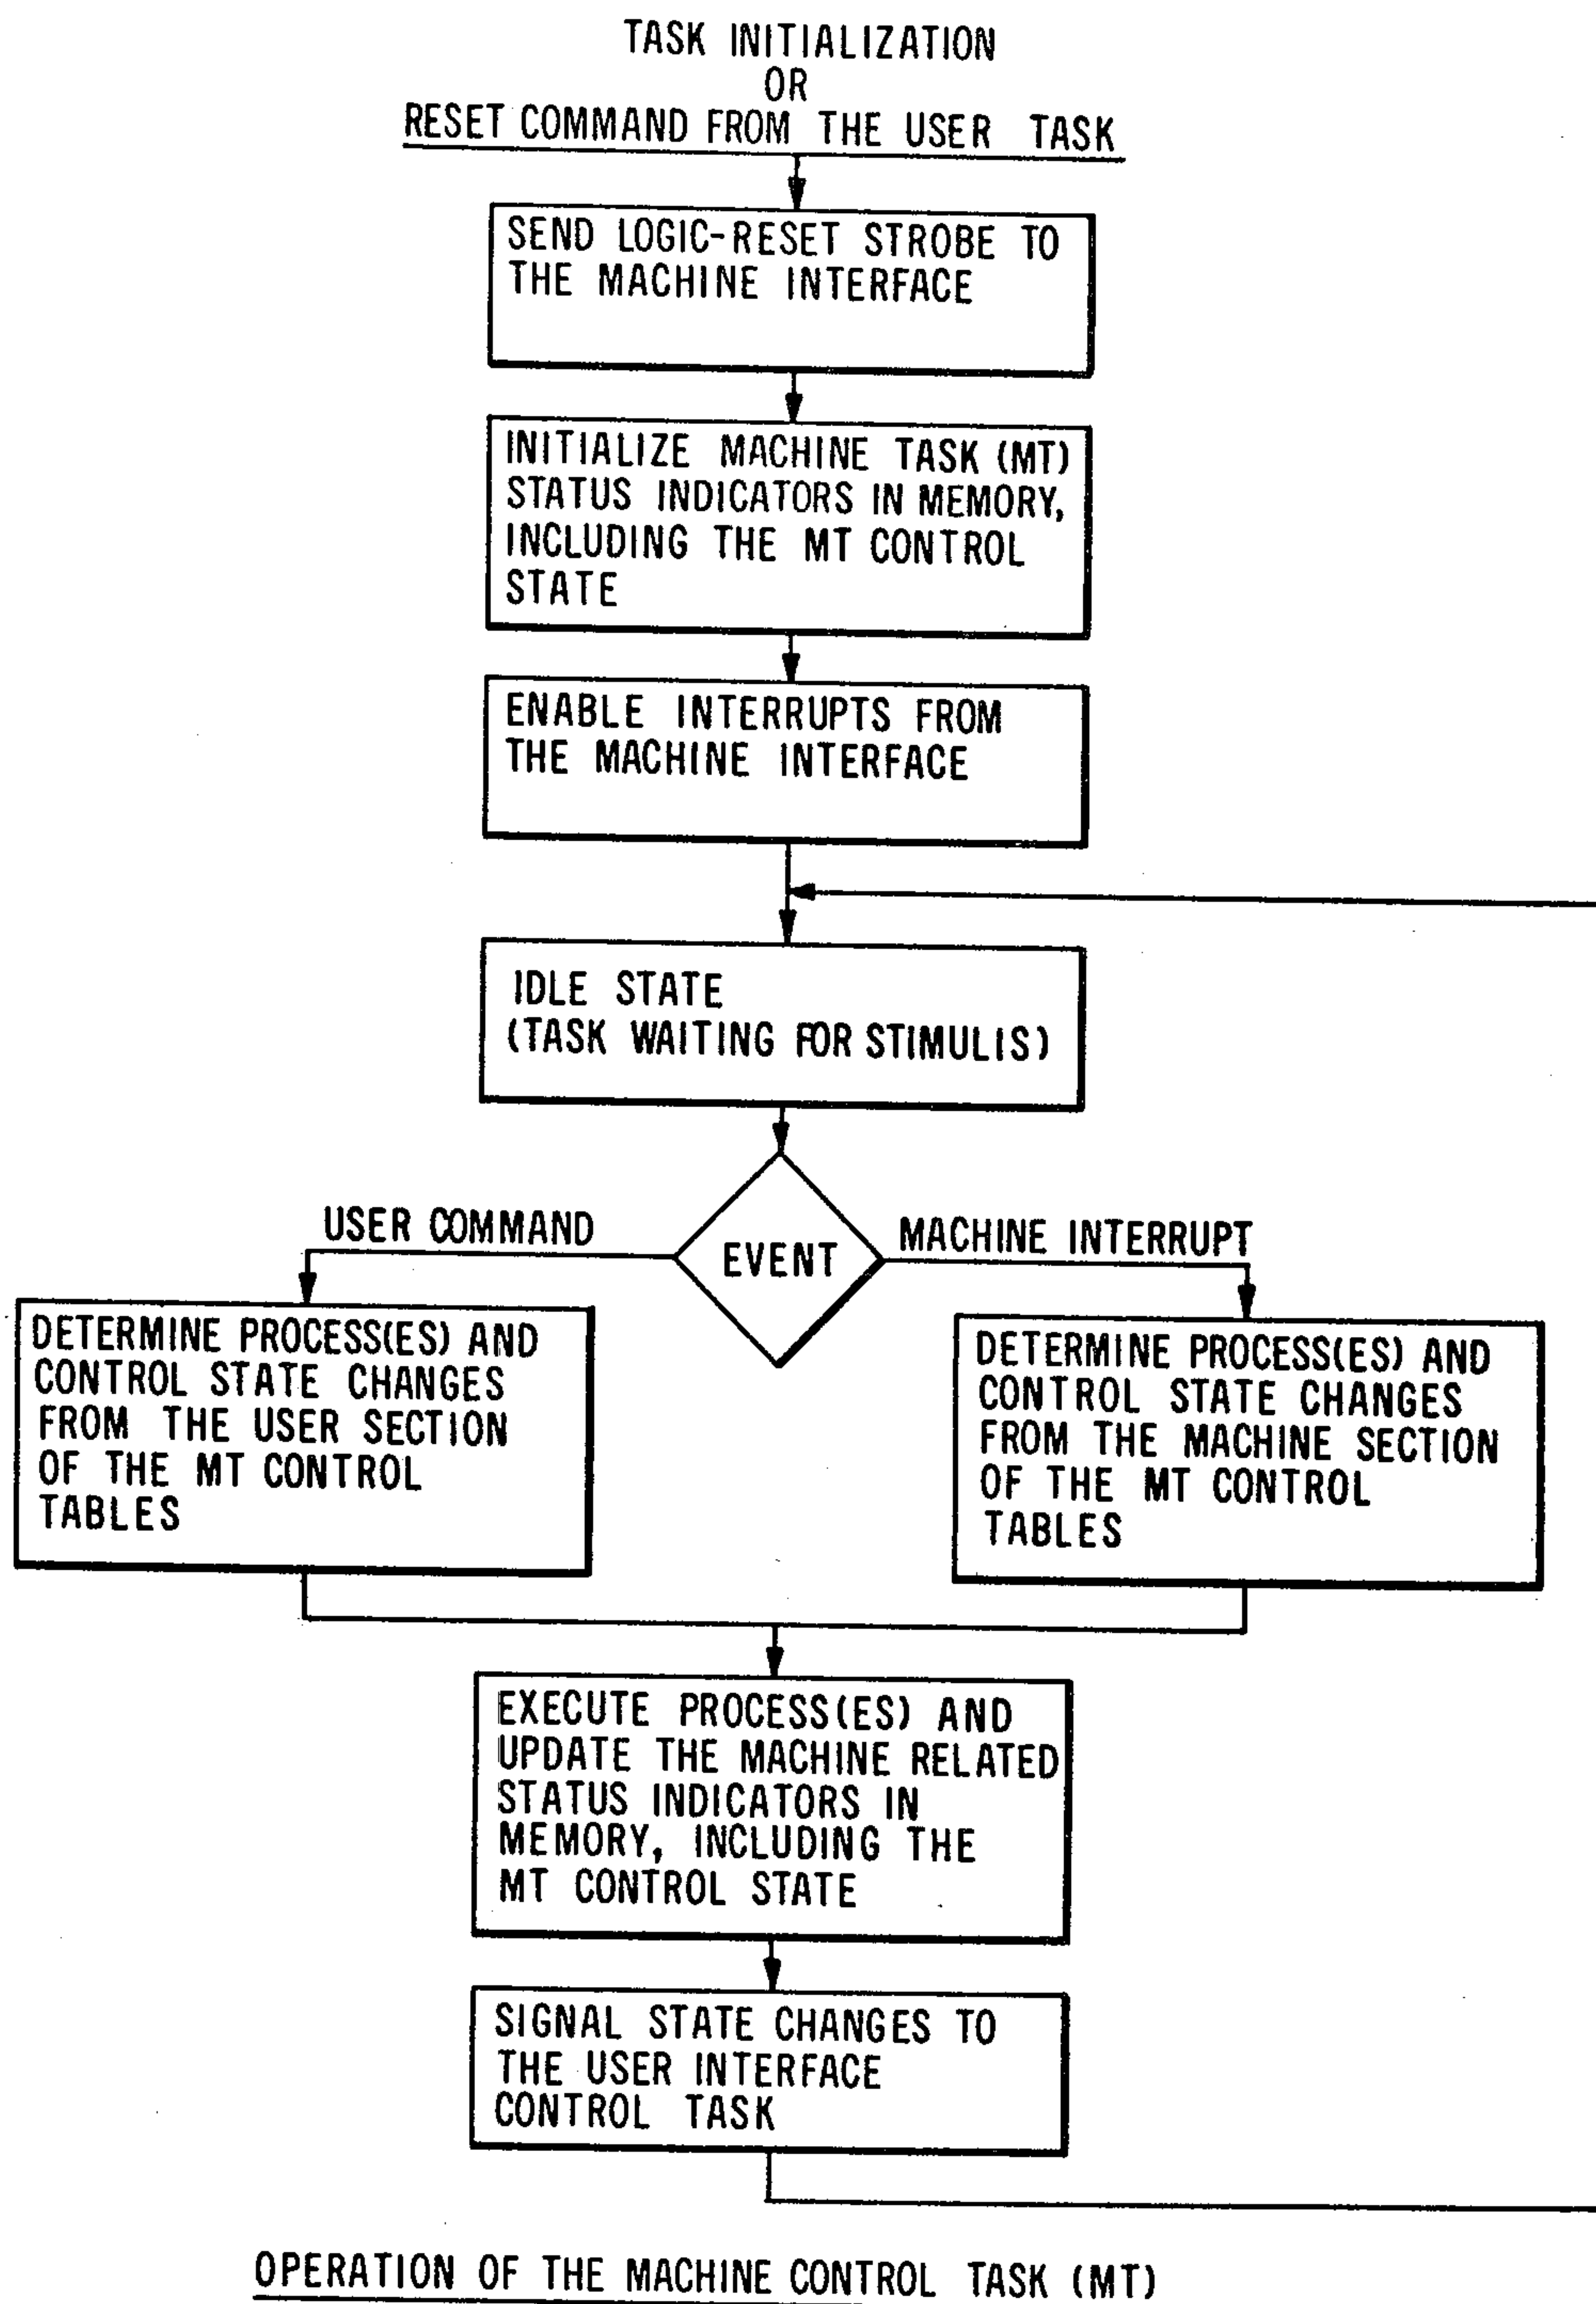 TASK INITIALIZATION
OR
RESET COMMAND FROM THE USER TASK
SEND LOGIC-RESET STROBE TO
THE MACHINE INTERFACE
INITIALIZE MACHINE TASK (MT)
STATUS INDICATORS IN MEMORY,
INCLUDING THE MT CONTROL
STATE
ENABLE INTERRUPTS FROM
THE MACHINE INTERFACE
IDLE STATE
(TASK WAITING FOR STIMULIS)
EVENT
USER COMMAND
MACHINE INTERRUPT
DETERMINE PROCESS(ES) AND
CONTROL STATE CHANGES
FROM THE USER SECTION
OF THE MT CONTROL
TABLES
DETERMINE PROCESS(ES) AND
CONTROL STATE CHANGES
FROM THE MACHINE SECTION
OF THE MT CONTROL
TABLES
EXECUTE PROCESS(ES) AND
UPDATE THE MACHINE RELATED
STATUS INDICATORS IN
MEMORY, INCLUDING THE
MT CONTROL STATE
SIGNAL STATE CHANGES TO
THE USER INTERFACE
CONTROL TASK
OPERATION OF THE MACHINE CONTROL TASK (MT)